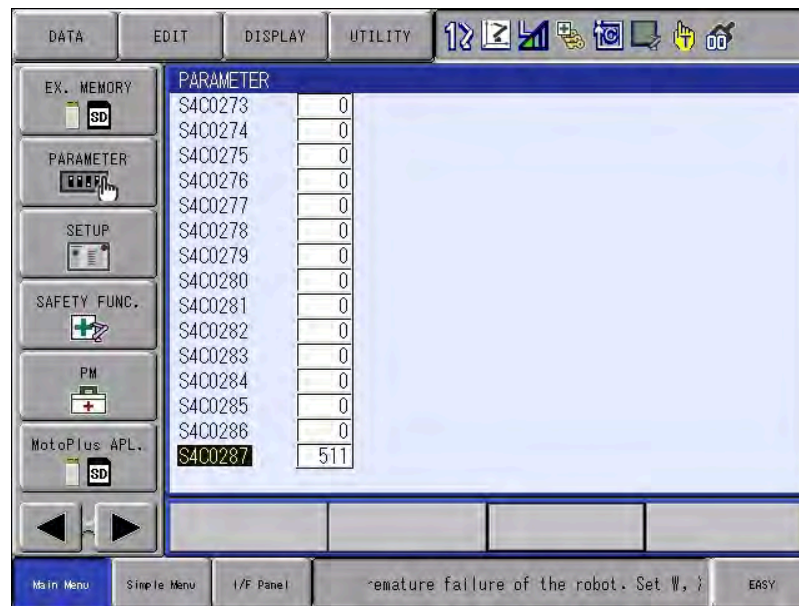 DATA EDIT DISPLAY UTILITY
EX. MEMORY
SD
PARAMETER
SETUP
SAFETY FUNC.
PM
MotoPlus APL.
SD
PARAMETER
S4C0273 0
S4C0274 0
S4C0275 0
S4C0276 0
S4C0277 0
S4C0278 0
S4C0279 0
S4C0280 0
S4C0281 0
S4C0282 0
S4C0283 0
S4C0284 0
S4C0285 0
S4C0286 0
S4C0287 511
Main Menu Simple Menu I/F Panel remature failure of the robot. Set W, EASY